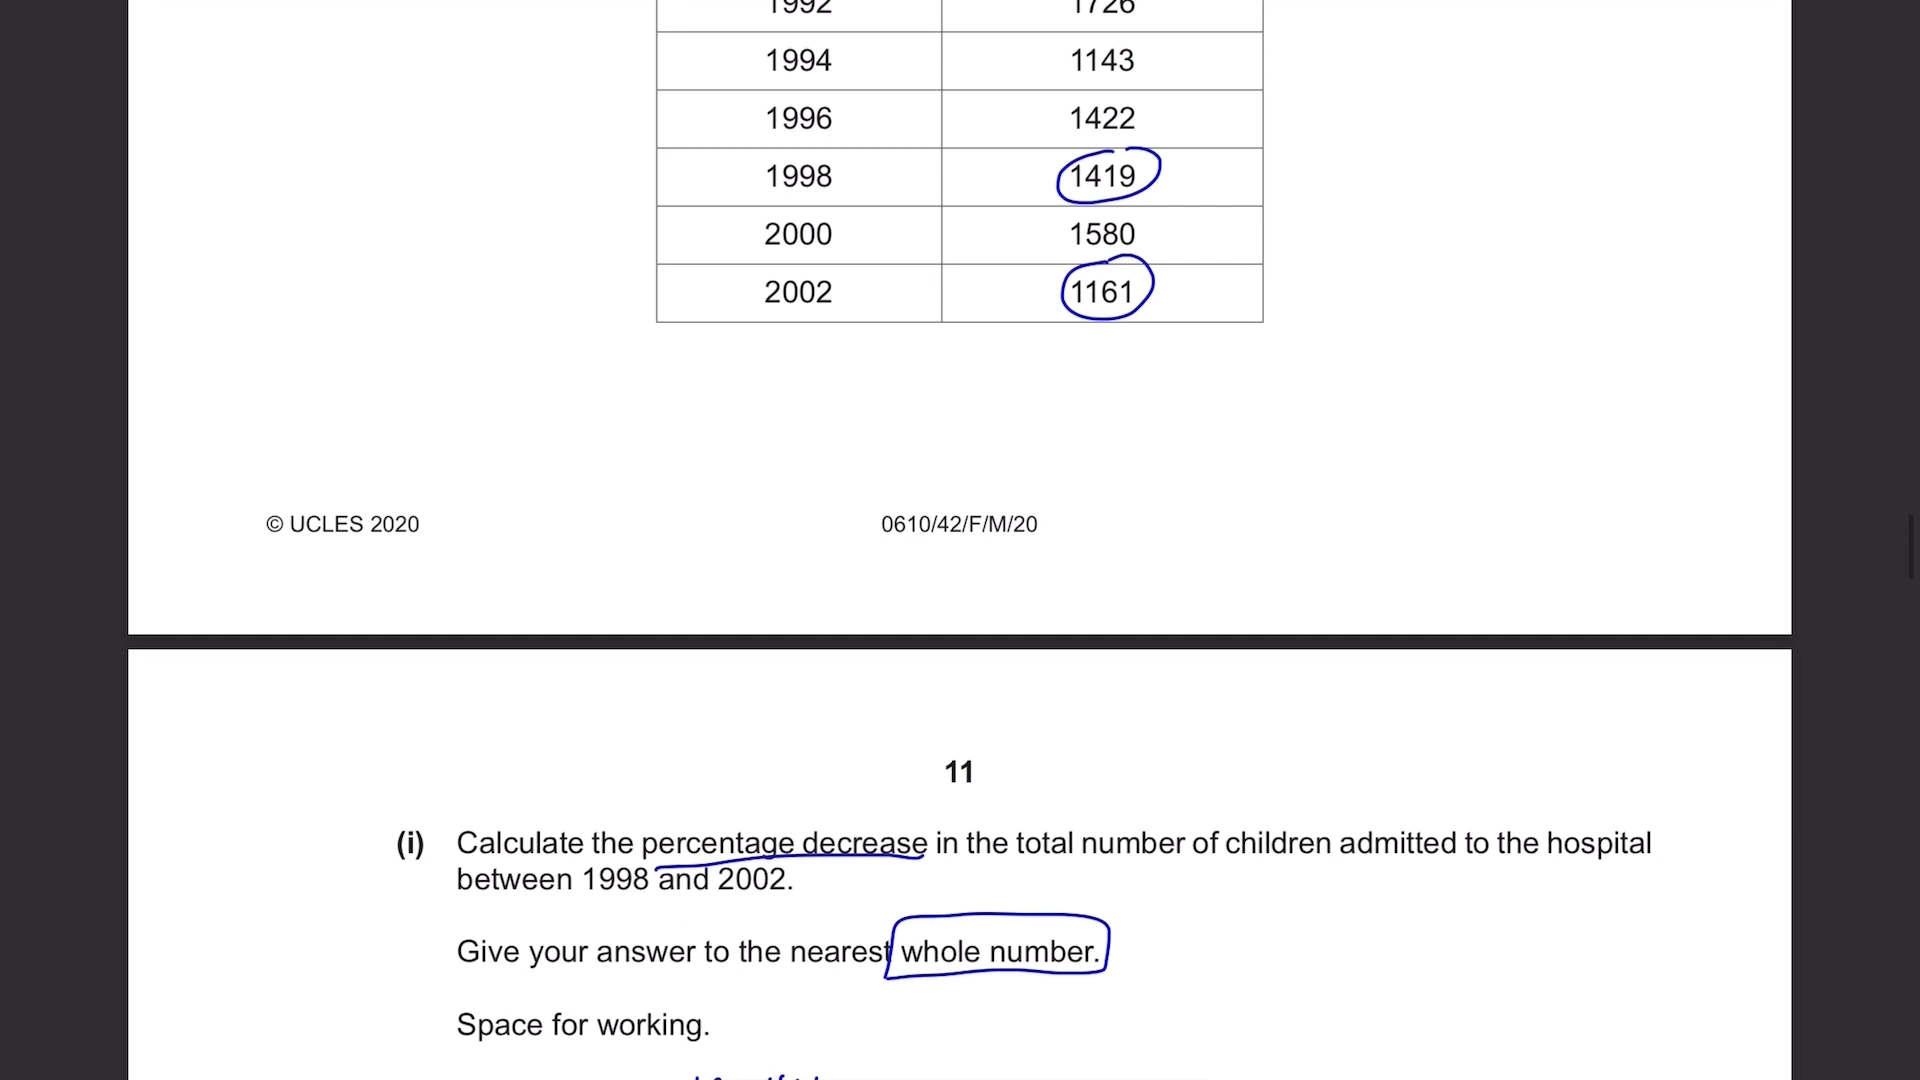 1992 1726
1994 1143
1996 1422
1998 1419
2000 1580
2002 1161
© UCLES 2020 0610/42/F/M/20
11
(i) Calculate the percentage decrease in the total number of children admitted to the hospital
between 1998 and 2002.
Give your answer to the nearest whole number.
Space for working.